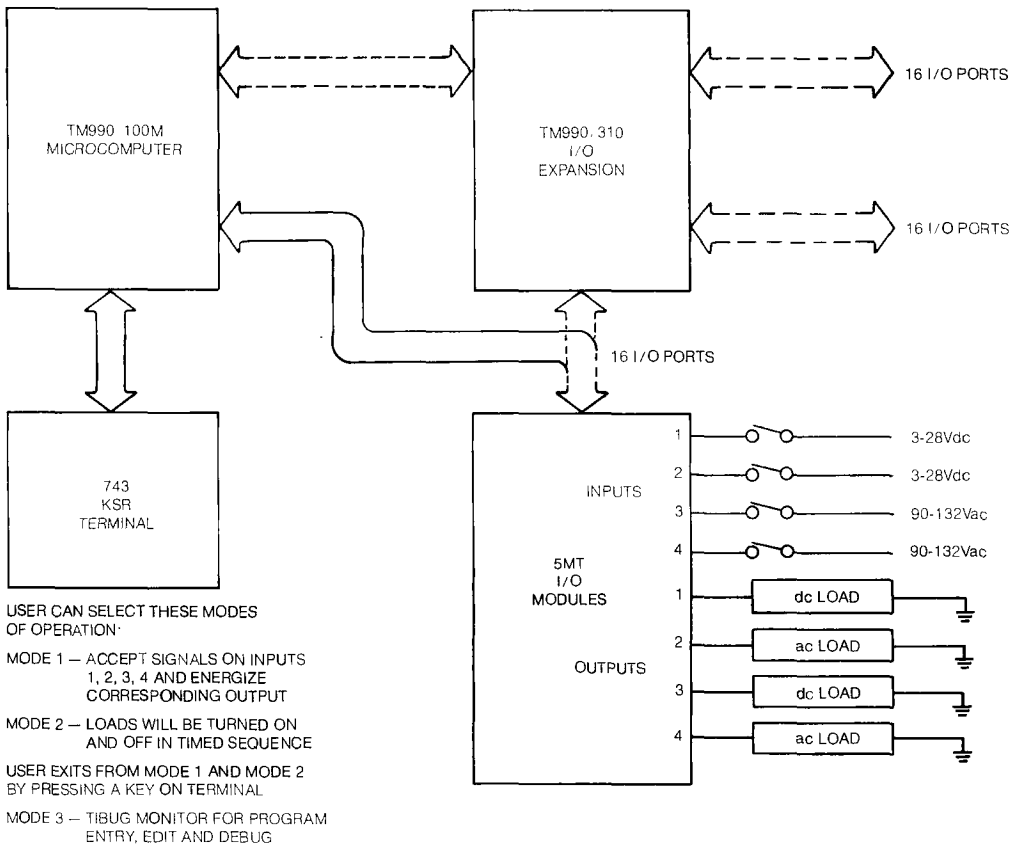 TM990 100M
MICROCOMPUTER
TM990, 310
I/O
EXPANSION
16 I/O PORTS
16 I/O PORTS
16 I/O PORTS
743
KSR
TERMINAL
INPUTS
5MT
I/O
MODULES
OUTPUTS
1
2
3
4
1
2
3
4
3-28Vdc
3-28Vdc
90-132Vac
90-132Vac
dc LOAD
ac LOAD
dc LOAD
ac LOAD
USER CAN SELECT THESE MODES
OF OPERATION:
MODE 1 — ACCEPT SIGNALS ON INPUTS
1, 2, 3, 4 AND ENERGIZE
CORRESPONDING OUTPUT
MODE 2 — LOADS WILL BE TURNED ON
AND OFF IN TIMED SEQUENCE
USER EXITS FROM MODE 1 AND MODE 2
BY PRESSING A KEY ON TERMINAL
MODE 3 — TIBUG MONITOR FOR PROGRAM
ENTRY, EDIT AND DEBUG